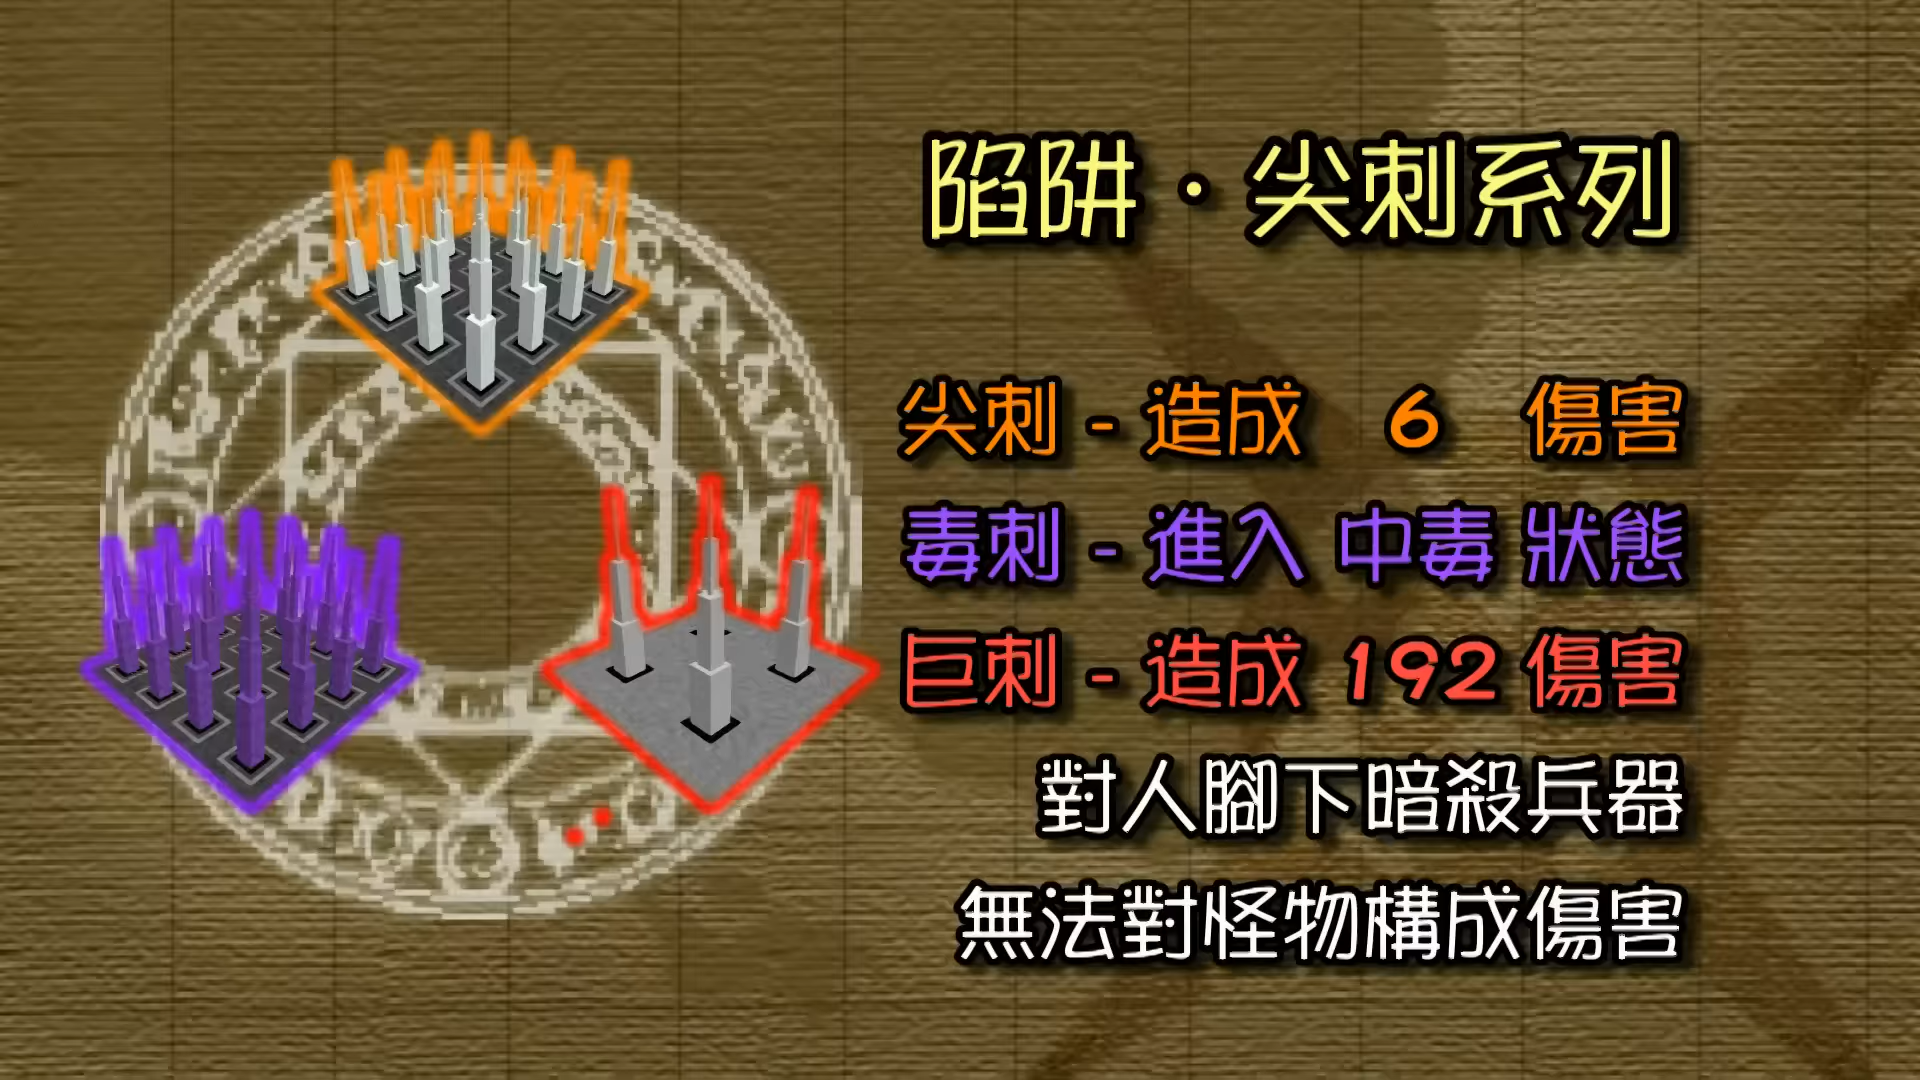 陷阱·尖刺系列
尖刺 - 造成 6 傷害
毒刺 - 進入 中毒 狀態
巨刺 - 造成 192 傷害
對人腳下暗殺兵器
無法對怪物構成傷害